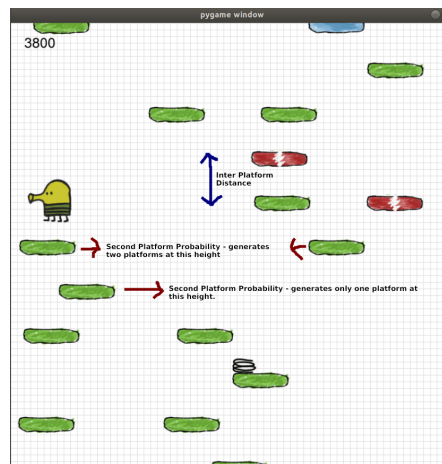 pygame window
3800
Inter Platform
Distance
Second Platform Probability - generates
two platforms at this height
Second Platform Probability - generates only one platform at
this height.